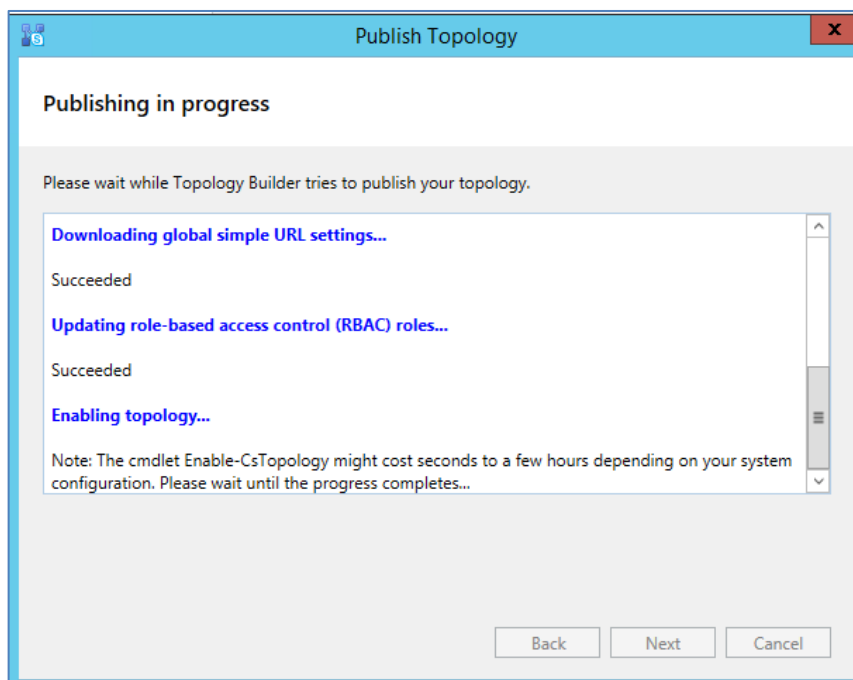 Publish Topology
X
Publishing in progress
Please wait while Topology Builder tries to publish your topology.
Downloading global simple URL settings...
Succeeded
Updating role-based access control (RBAC) roles...
Succeeded
Enabling topology...
Note: The cmdlet Enable-CsTopology might cost seconds to a few hours depending on your system
configuration. Please wait until the progress completes...
Back
Next
Cancel